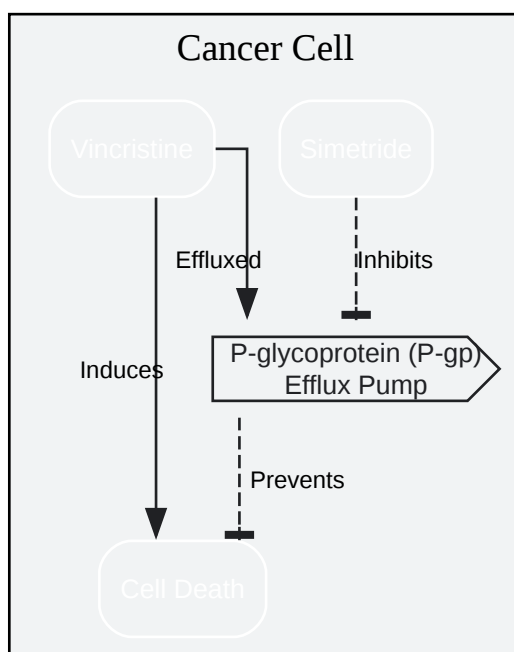 Cancer Cell
Vincristine
Simetride
Effluxed
Inhibits
P-glycoprotein (P-gp)
Efflux Pump
Induces
Prevents
Cell Death